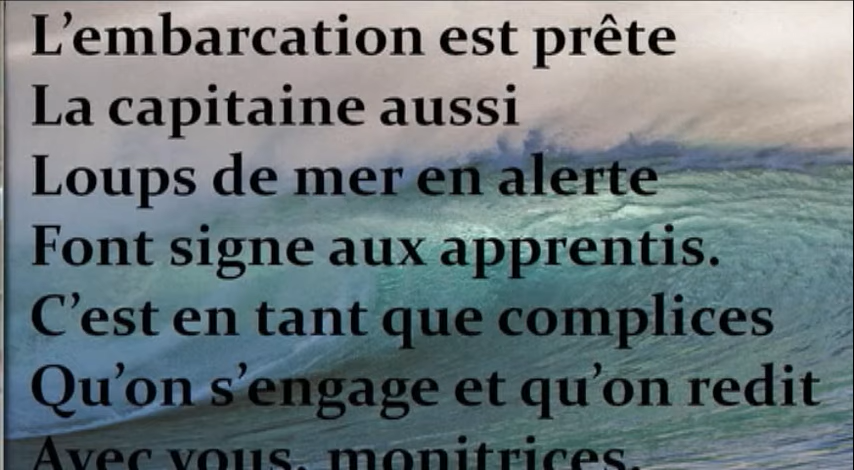 L’embarcation est prête
La capitaine aussi
Loups de mer en alerte
Font signe aux apprentis.
C’est en tant que complices
Qu’on s’engage et qu’on redit
Avec vous, monitrices,